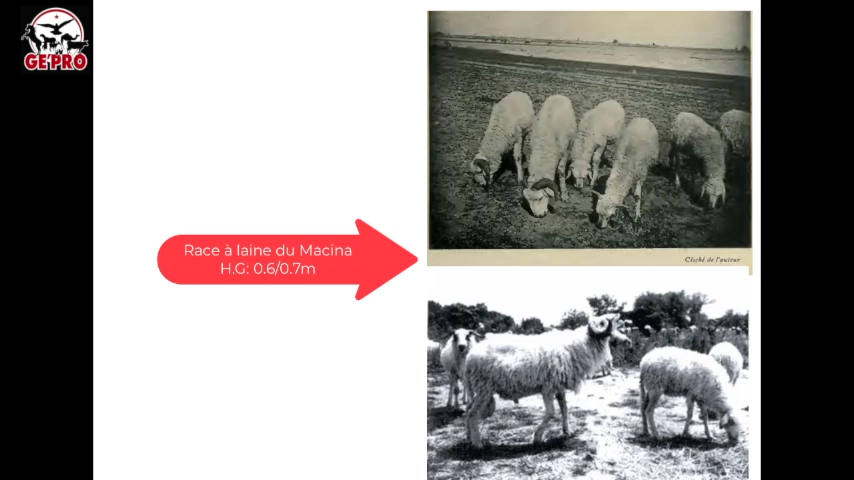 GE'PRO
Race à laine du Macina
H.G: 0.6/0.7m
Cliché de l'auteur